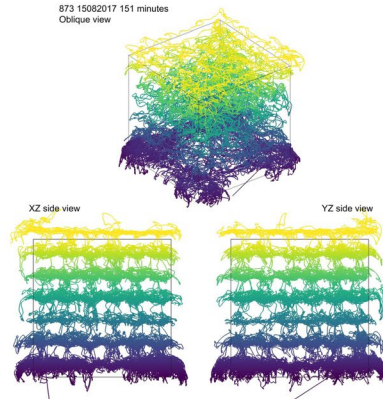 873 15082017 151 minutes
Oblique view
XZ side view
YZ side view